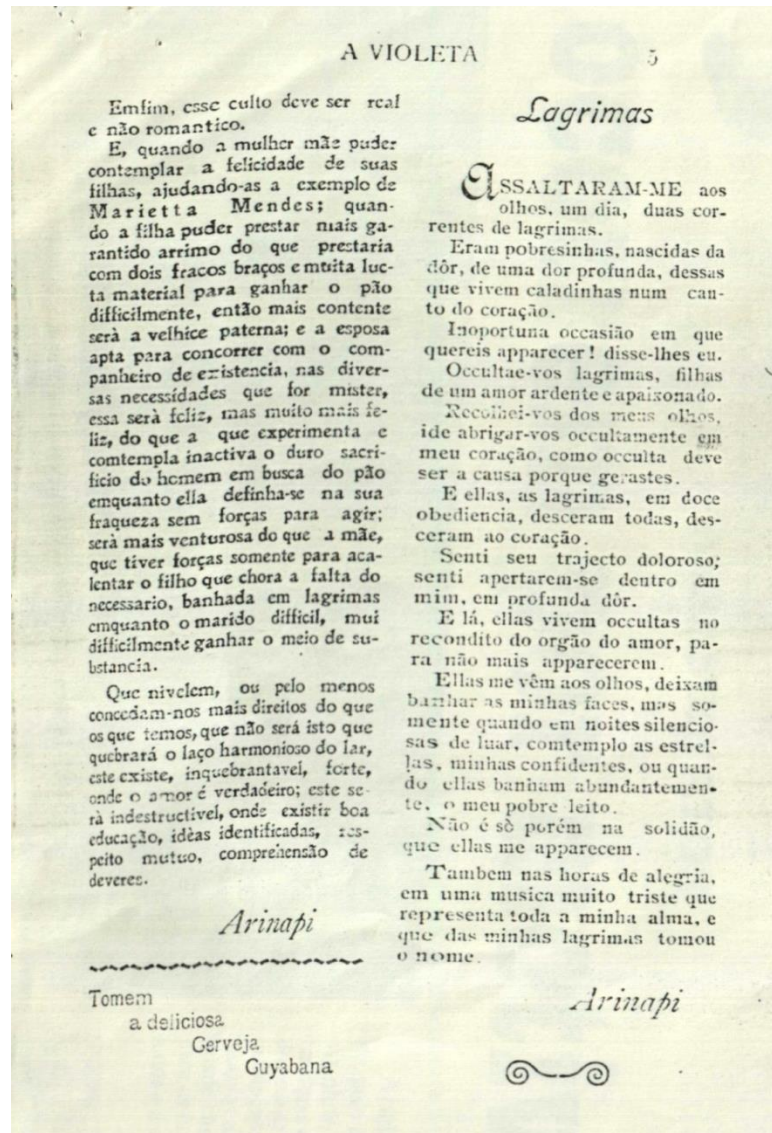 A VIOLETA 5
Emfim, esse culto deve ser real
e não romantico.
E, quando a mulher mãe puder
contemplar a felicidade de suas
filhas, ajudando-as a exemplo de
Marietta Mendes; quan-
do a filha puder prestar mais ga-
rantido arrimo do que prestaria
com dois fracos braços e muita luc-
ta material para ganhar o pão
difficilmente, então mais contente
serà a velhice paterna; e a esposa
apta para concorrer com o com-
panheiro de existencia, nas diver-
sas necessidades que for mister,
essa serà feliz, mas muito mais fe-
liz, do que a que experimenta e
comtempla inactiva o duro sacri-
ficio do homem em busca do pão
emquanto ella definha-se na sua
fraqueza sem forças para agir;
serà mais venturosa do que a mãe,
que tiver forças somente para aca-
lentar o filho que chora a falta do
necessario, banhada em lagrimas
emquanto o marido difficil, mui
difficilmente ganhar o meio de su-
bstancia.
Que nivelem, ou pelo menos
concedam-nos mais direitos do que
os que temos, que não será isto que
quebrará o laço harmonioso do lar,
este existe, inquebrantavel, forte,
onde o amor é verdadeiro; este se-
rà indestructivel, onde existir boa
educação, idèas identificadas, res-
peito mutuo, comprehensão de
deveres.
Arinapi
Tomem
a deliciosa
Cerveja
Cuyabana
Lagrimas
ASSALTARAM-ME aos
olhos, um dia, duas cor-
rentes de lagrimas.
Eram pobresinhas, nascidas da
dôr, de uma dor profunda, dessas
que vivem caladinhas num can-
to do coração.
Inoportuna occasião em que
quereis apparecer! disse-lhes eu.
Occultae-vos lagrimas, filhas
de um amor ardente e apaixonado.
Recolhei-vos dos meus olhos,
ide abrigar-vos occultamente em
meu coração, como occulta deve
ser a causa porque gerastes.
E ellas, as lagrimas, em doce
obediencia, desceram todas, des-
ceram ao coração.
Senti seu trajecto doloroso;
senti apertarem-se dentro em
mim, em profunda dôr.
E lá, ellas vivem occultas no
recondito do orgão do amor, pa-
ra não mais apparecerem.
Ellas me vêm aos olhos, deixam
banhar as minhas faces, mas so-
mente quando em noites silencio-
sas de luar, comtemplo as estrel-
las, minhas confidentes, ou quan-
do ellas banham abundantemen-
te, o meu pobre leito.
Não é sò porém na solidão,
que ellas me apparecem.
Tambem nas horas de alegria,
em uma musica muito triste que
representa toda a minha alma, e
que das minhas lagrimas tomou
o nome.
Arinapi